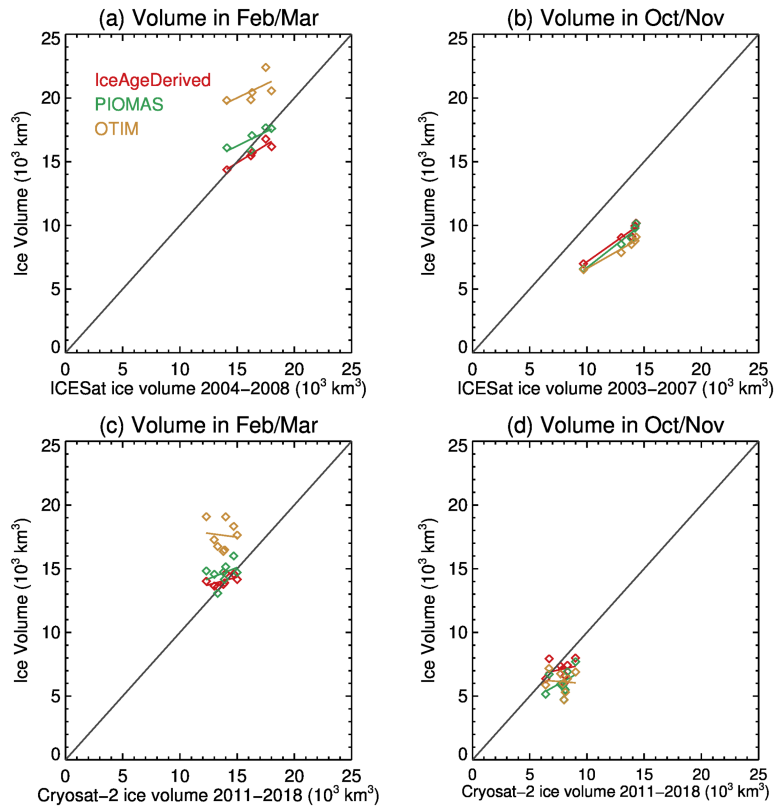 (a) Volume in Feb/Mar
25
20
15
10
5
0
Ice Volume (10³ km³)
IceAgeDerived
PIOMAS
OTIM
0 5 10 15 20 25
ICESat ice volume 2004−2008 (10³ km³)
(b) Volume in Oct/Nov
25
20
15
10
5
0
Ice Volume (10³ km³)
0 5 10 15 20 25
ICESat ice volume 2003−2007 (10³ km³)
(c) Volume in Feb/Mar
25
20
15
10
5
0
Ice Volume (10³ km³)
0 5 10 15 20 25
Cryosat−2 ice volume 2011−2018 (10³ km³)
(d) Volume in Oct/Nov
25
20
15
10
5
0
Ice Volume (10³ km³)
0 5 10 15 20 25
Cryosat−2 ice volume 2011−2018 (10³ km³)